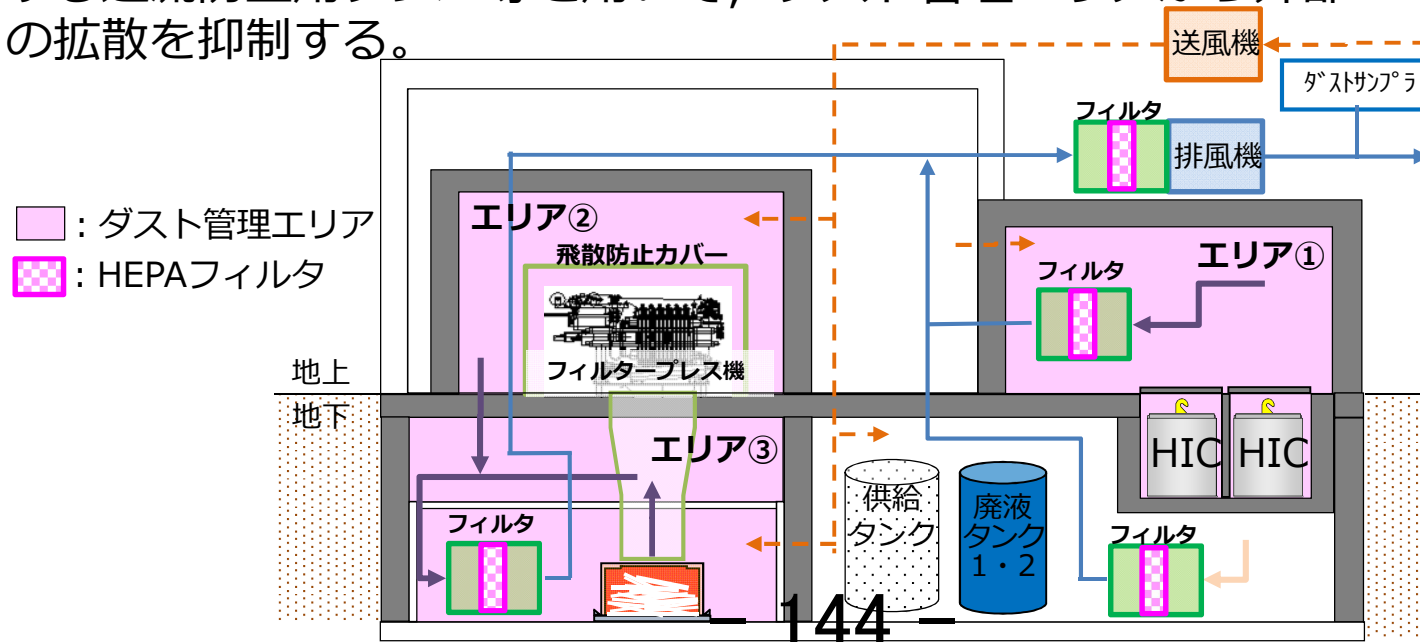 の拡散を抑制する。
送風機
ﾀﾞｽﾄｻﾝﾌﾟﾗ
フィルタ
排風機
：ダスト管理エリア
：HEPAフィルタ
エリア②
飛散防止カバー
フィルタープレス機
エリア①
フィルタ
地上
地下
エリア③
HIC
HIC
供給
タンク
廃液
タンク
1・2
フィルタ
フィルタ
- 144 -